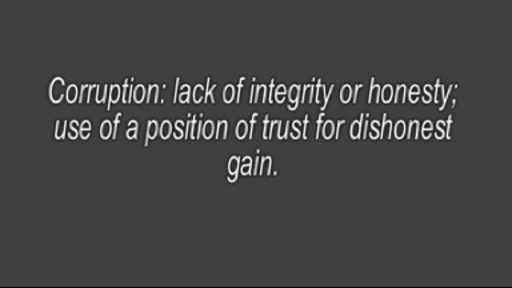 Corruption: lack of integrity or honesty;
use of a position of trust for dishonest
gain.